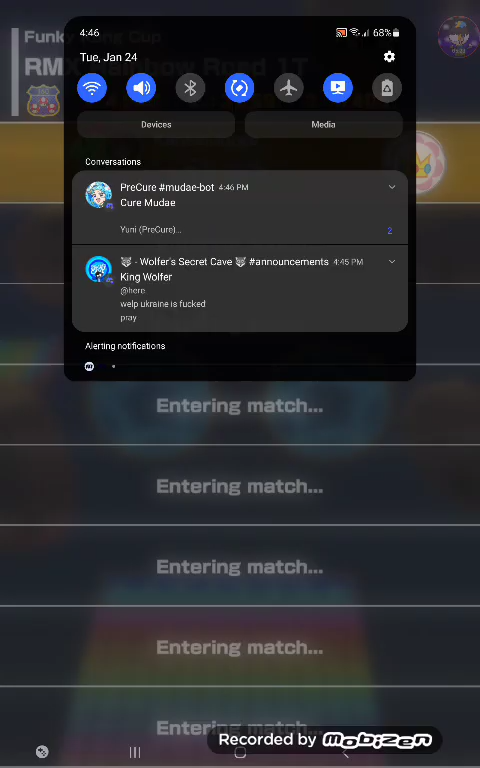 4:46
68%
Tue, Jan 24
Devices
Media
Conversations
PreCure #mudae-bot 4:46 PM
Cure Mudae
Yuni (PreCure)...
2
- Wolfer's Secret Cave #announcements 4:45 PM
King Wolfer
@here
welp ukraine is fucked
pray
Alerting notifications
Entering match...
Entering match...
Entering match...
Entering match...
Entering match...
Recorded by Mobizen